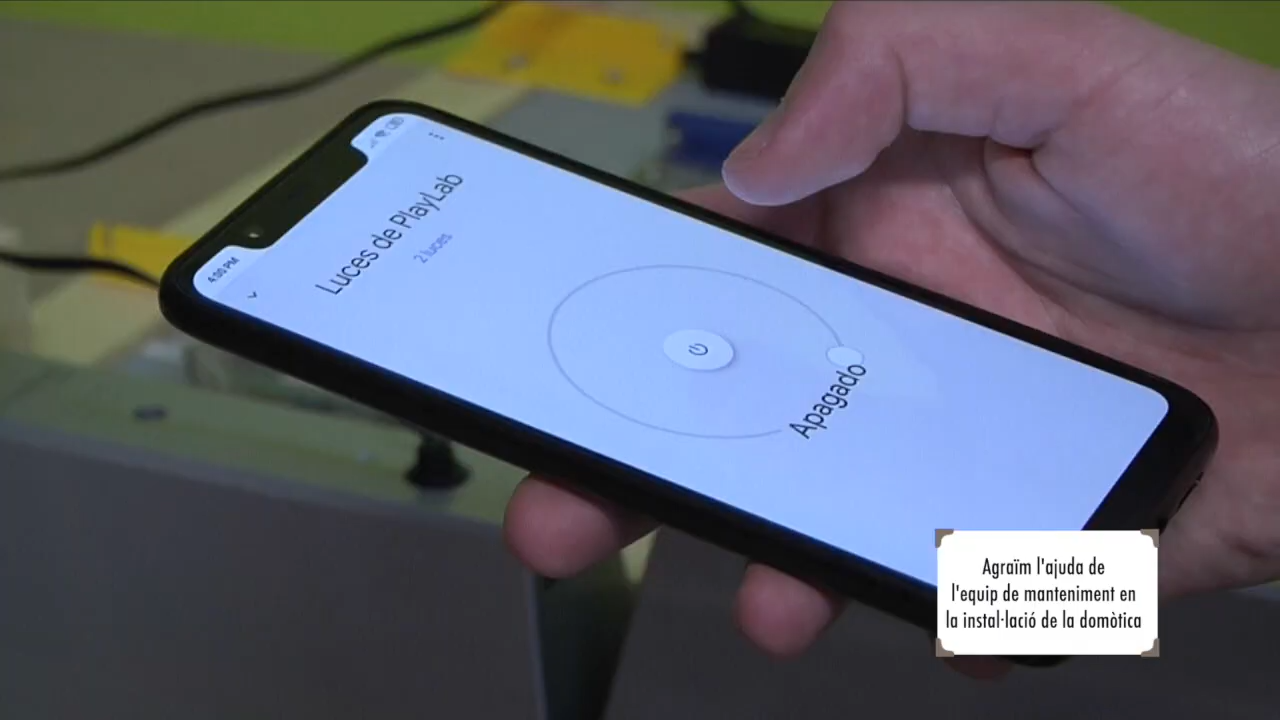 4:00 PM
Luces de PlayLab
2 luces
Apagado
Agraïm l'ajuda de
l'equip de manteniment en
la instal·lació de la domòtica